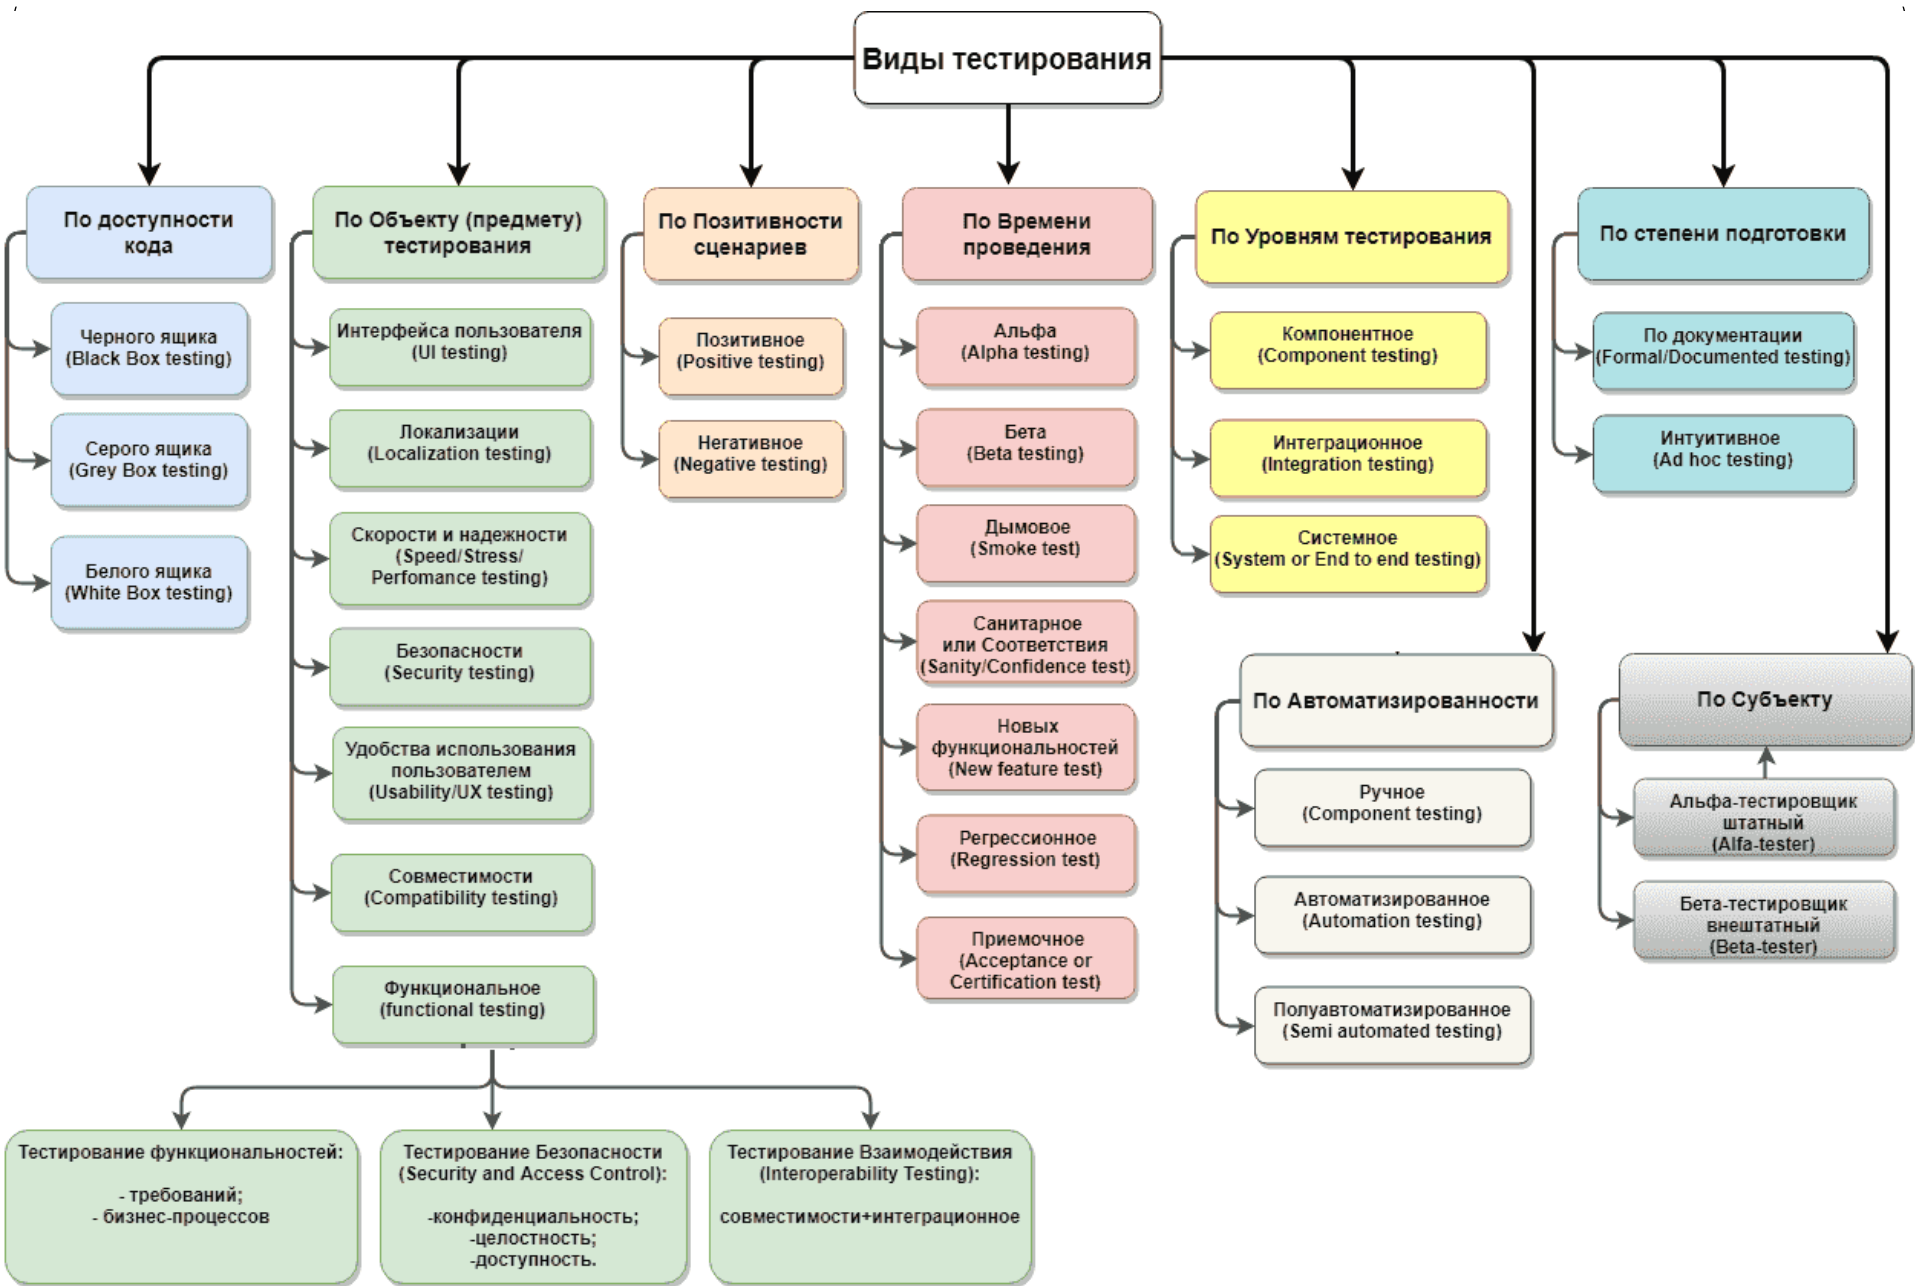 Виды тестирования
По доступности
кода
Черного ящика
(Black Box testing)
Серого ящика
(Grey Box testing)
Белого ящика
(White Box testing)
По Объекту (предмету)
тестирования
Интерфейса пользователя
(UI testing)
Локализации
(Localization testing)
Скорости и надежности
(Speed/Stress/
Perfomance testing)
Безопасности
(Security testing)
Удобства использования
пользователем
(Usability/UX testing)
Совместимости
(Compatibility testing)
Функциональное
(functional testing)
Тестирование функциональностей:
- требований;
- бизнес-процессов
Тестирование Безопасности
(Security and Access Control):
-конфиденциальность;
-целостность;
-доступность.
Тестирование Взаимодействия
(Interoperability Testing):
совместимости+интеграционное
По Позитивности
сценариев
Позитивное
(Positive testing)
Негативное
(Negative testing)
По Времени
проведения
Альфа
(Alpha testing)
Бета
(Beta testing)
Дымовое
(Smoke test)
Санитарное
или Соответствия
(Sanity/Confidence test)
Новых
функциональностей
(New feature test)
Регрессионное
(Regression test)
Приемочное
(Acceptance or
Certification test)
По Уровням тестирования
Компонентное
(Component testing)
Интеграционное
(Integration testing)
Системное
(System or End to end testing)
По степени подготовки
По документации
(Formal/Documented testing)
Интуитивное
(Ad hoc testing)
По Автоматизированности
Ручное
(Component testing)
Автоматизированное
(Automation testing)
Полуавтоматизированное
(Semi automated testing)
По Субъекту
Альфа-тестировщик
штатный
(Alfa-tester)
Бета-тестировщик
внештатный
(Beta-tester)